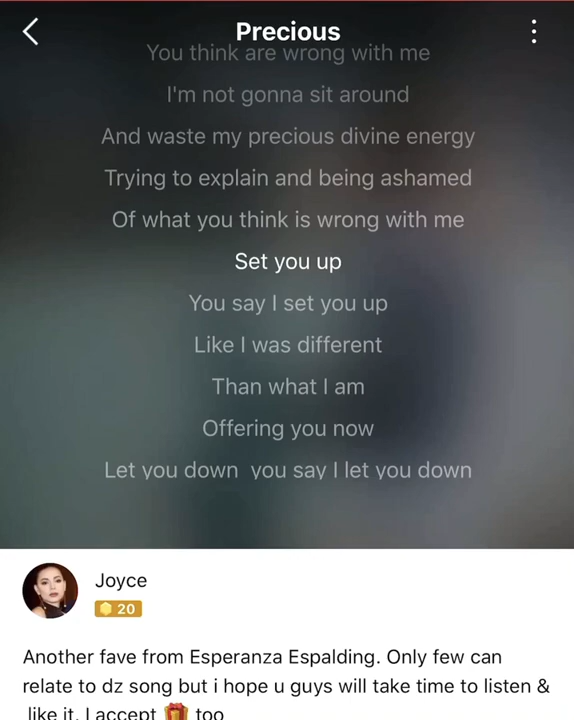 Precious
You think are wrong with me
I'm not gonna sit around
And waste my precious divine energy
Trying to explain and being ashamed
Of what you think is wrong with me
Set you up
You say I set you up
Like I was different
Than what I am
Offering you now
Let you down you say I let you down
Joyce
20
Another fave from Esperanza Espalding. Only few can
relate to dz song but i hope u guys will take time to listen &
like it. I accept 🎁 too